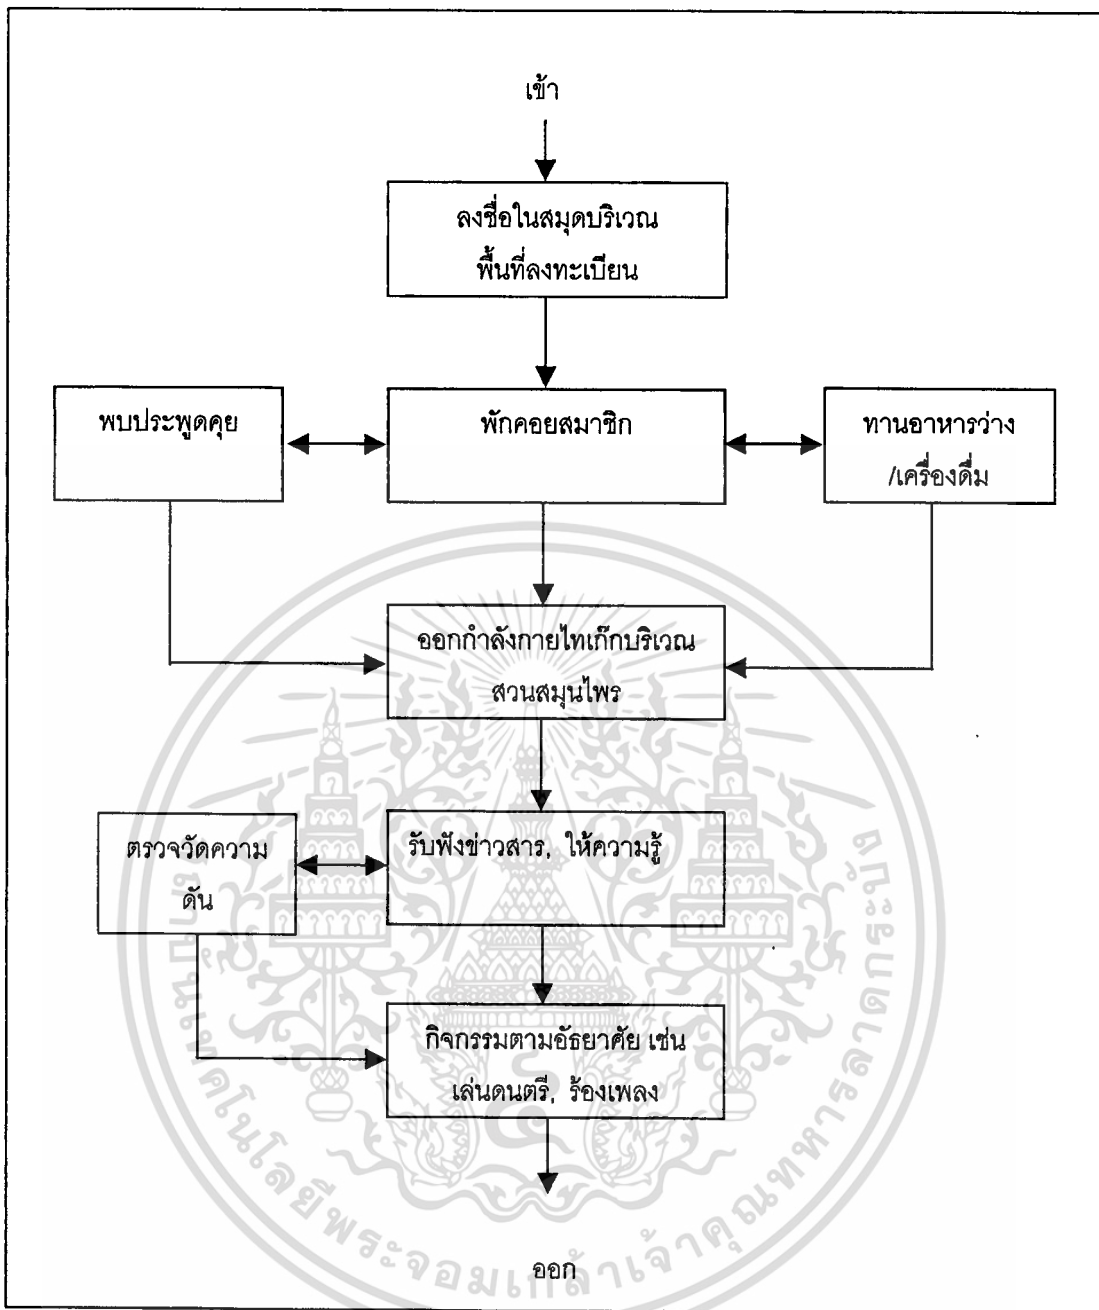 เข้า
ลงชื่อในสมุดบริเวณ
พื้นที่ลงทะเบียน
พบประพูดคุย
พักคอยสมาชิก
ทานอาหารว่าง
/เครื่องดื่ม
ออกกำลังกายไทเก๊กบริเวณ
สวนสมุนไพร
ตรวจวัดความ
ดัน
รับฟังข่าวสาร, ให้ความรู้
กิจกรรมตามอัธยาศัย เช่น
เล่นดนตรี, ร้องเพลง
ออก